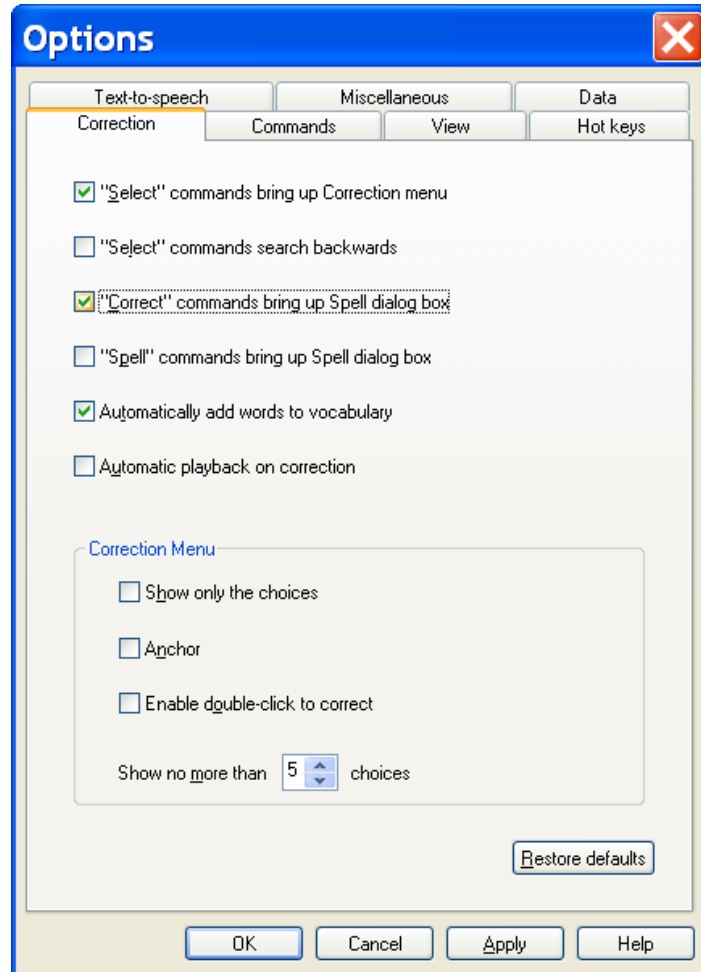 Options
Text-to-speech Miscellaneous Data
Correction Commands View Hot keys
"Select" commands bring up Correction menu
"Select" commands search backwards
"Correct" commands bring up Spell dialog box
"Spell" commands bring up Spell dialog box
Automatically add words to vocabulary
Automatic playback on correction
Correction Menu
Show only the choices
Anchor
Enable double-click to correct
Show no more than 5 choices
Restore defaults
OK Cancel Apply Help